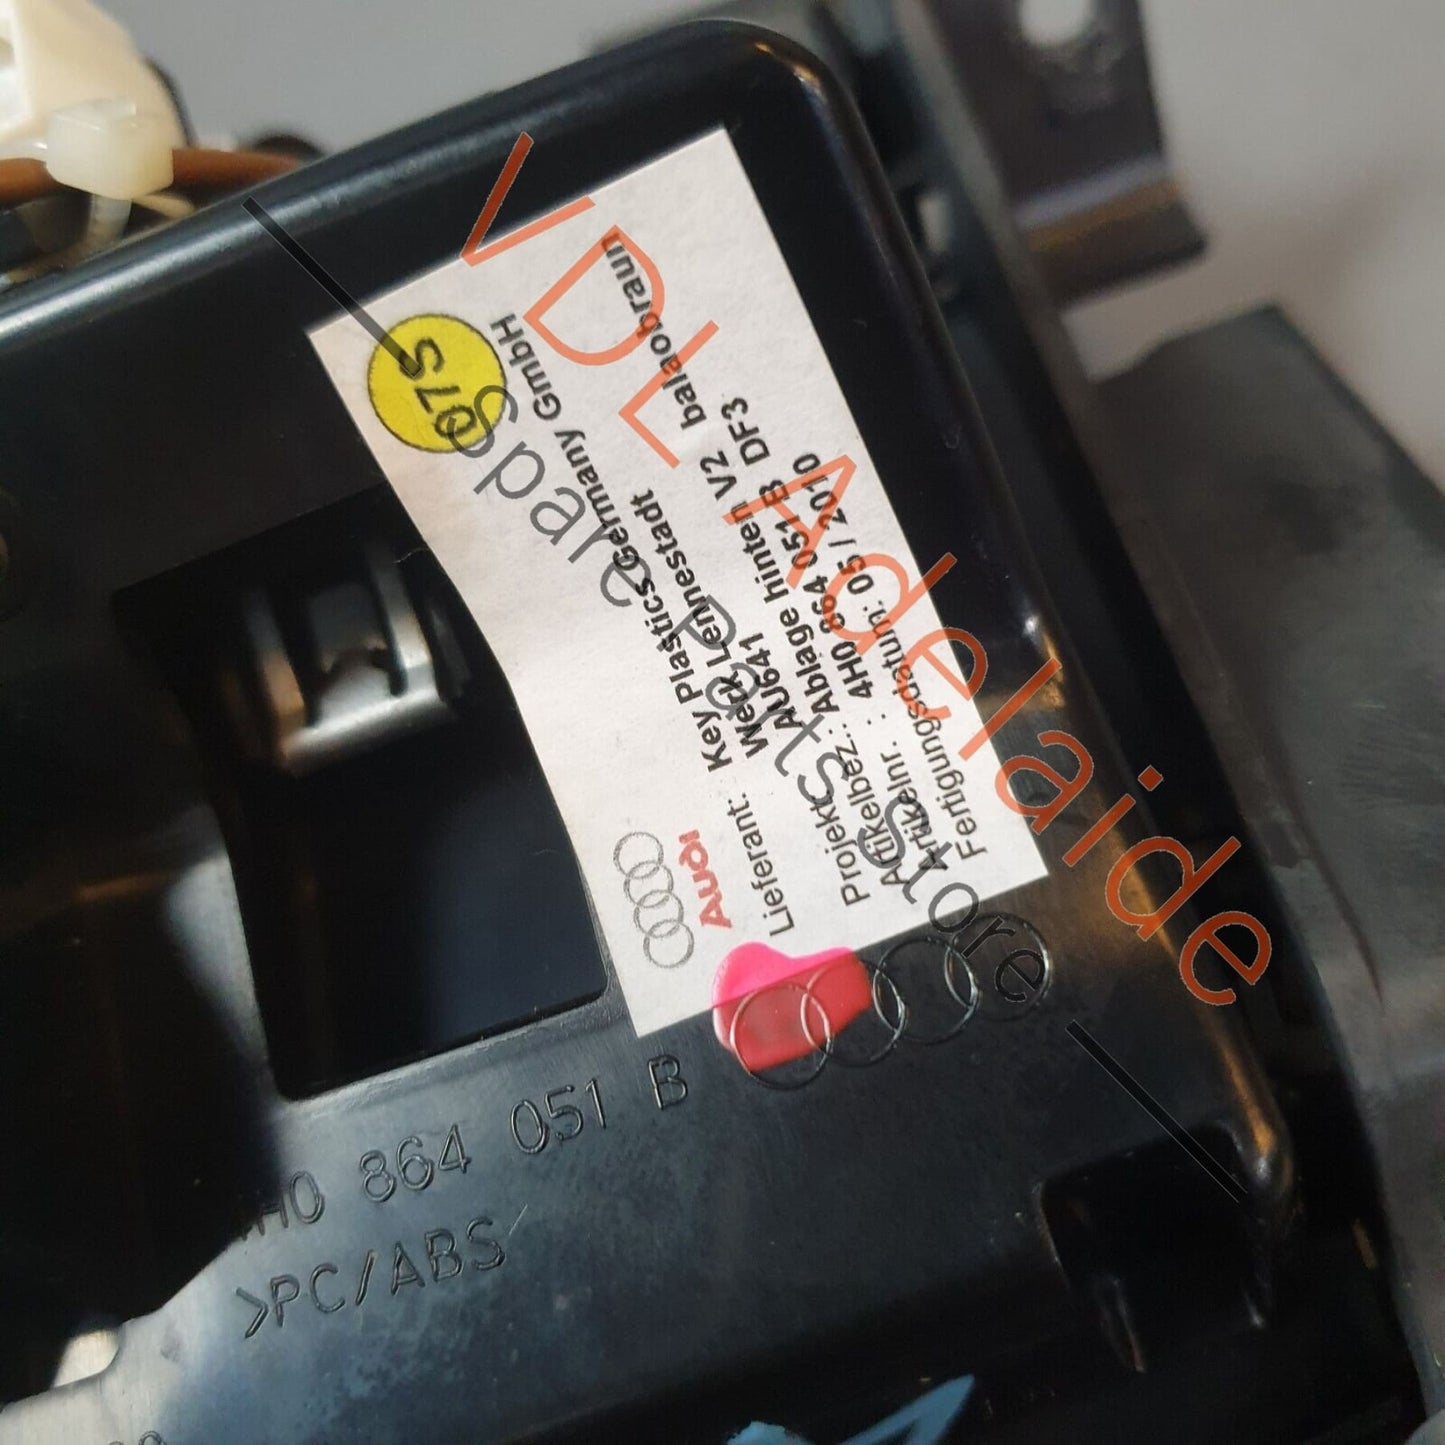 07S
Audi
Lieferant.: Key Plastics Germany GmbH
Werk Lennestadt
Projekt: AU641
Artikelbez.: Ablage hinten V2 balaobraun
Artikelnr. : 4H0 864 051 B DF3
Fertigungsdatum: 05 / 2010
4H0 864 051 B
>PC/ABS
VDL Adelaide
Spare Parts Store